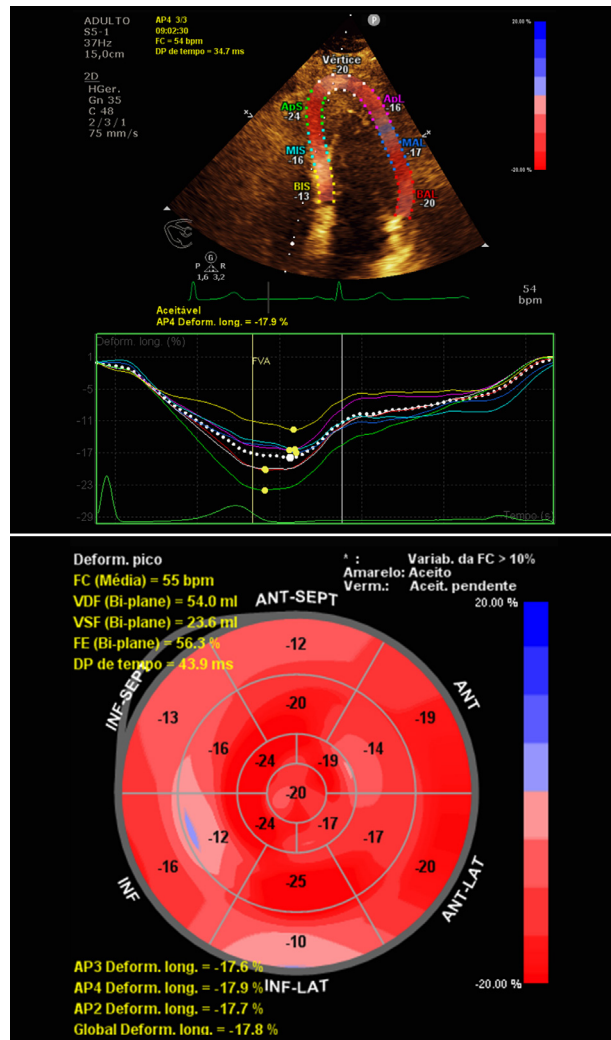 ADULTO
S5-1
37Hz
15,0cm
2D
HGer.
Gn 35
C 48
2 / 3 / 1
75 mm/s
AP4 3/3
09:02:30
FC = 54 bpm
DP de tempo = 34.7 ms
P
20.00 %
-20.00 %
Vértice
-20
ApS
-24
ApL
-16
MIS
-16
MAL
-17
BIS
-13
BAL
-20
G
P R
1,6 3,2
54
bpm
Aceitável
AP4 Deform. long. = -17.9 %
Deform. long. (%)
FVA
1
-5
-11
-17
-23
-29
Tempo (s)
Deform. pico
FC (Média) = 55 bpm
VDF (Bi-plane) = 54.0 ml
VSF (Bi-plane) = 23.6 ml
FE (Bi-plane) = 56.3 %
DP de tempo = 43.9 ms
* : Variab. da FC > 10%
Amarelo: Aceito
Verm.: Aceit. pendente
20.00 %
-20.00 %
ANT-SEPT
ANT
ANT-LAT
INF-LAT
INF
INF-SEPT
-12
-13
-19
-20
-16
-14
-24
-19
-20
-24
-17
-12
-17
-16
-20
-25
-10
AP3 Deform. long. = -17.6 %
AP4 Deform. long. = -17.9 %
AP2 Deform. long. = -17.7 %
Global Deform. long. = -17.8 %